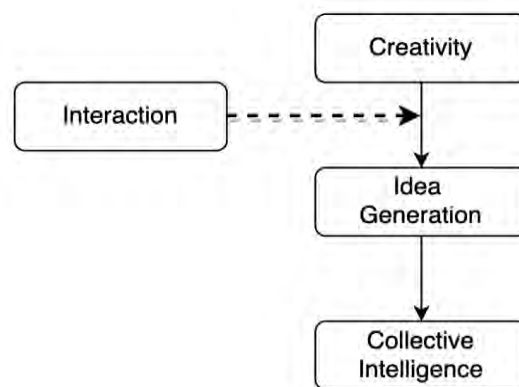 Creativity
Interaction
Idea
Generation
Collective
Intelligence